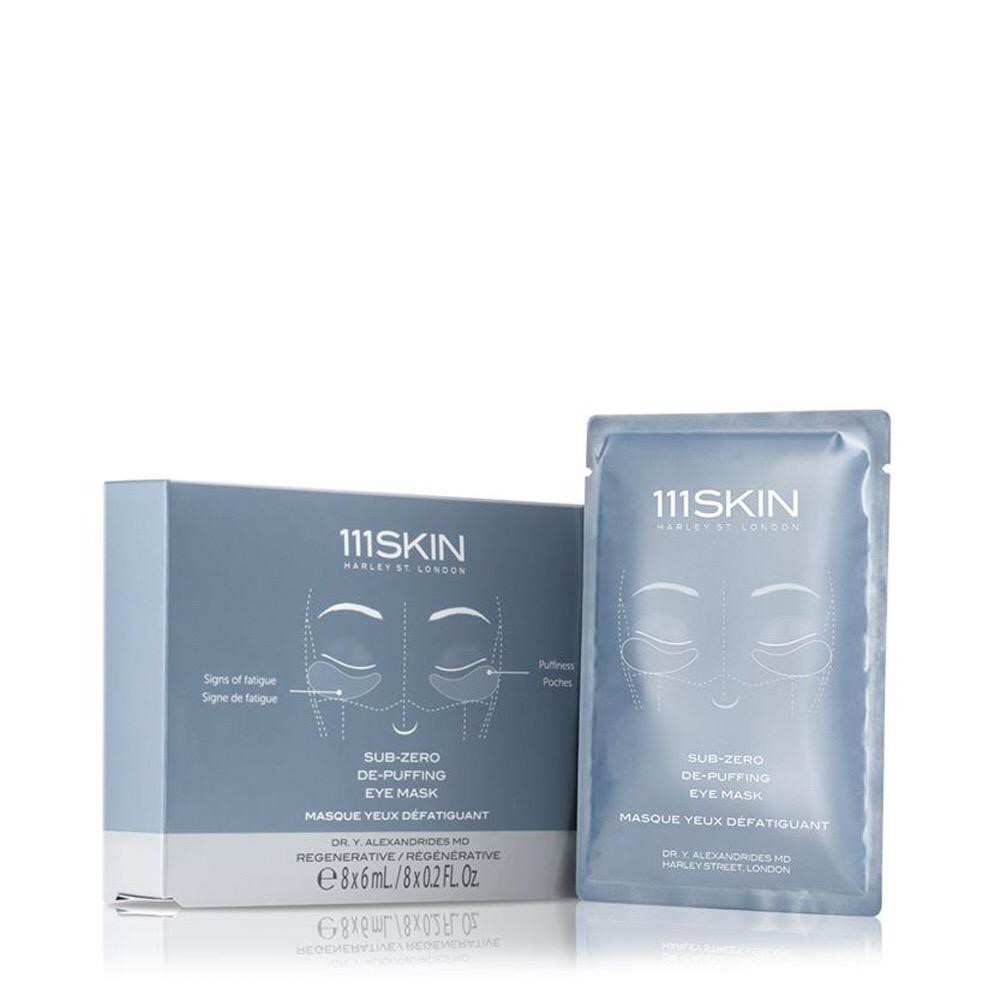 111SKIN
HARLEY ST. LONDON
Signs of fatigue
Signe de fatigue
Puffiness
Poches
SUB-ZERO
DE-PUFFING
EYE MASK
MASQUE YEUX DÉFATIGUANT
DR. Y. ALEXANDRIDES MD
REGENERATIVE / RÉGÉNÉRATIVE
℮ 8 x 6 mL. / 8 x 0.2 FL. Oz.
111SKIN
HARLEY ST. LONDON
SUB-ZERO
DE-PUFFING
EYE MASK
MASQUE YEUX DÉFATIGUANT
DR. Y. ALEXANDRIDES MD
HARLEY STREET, LONDON